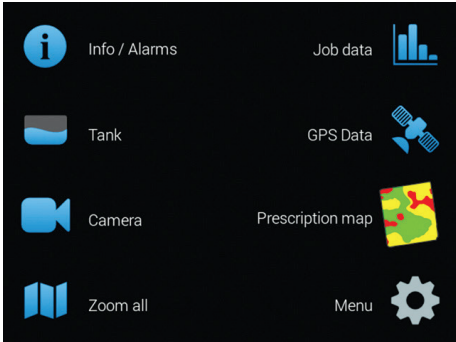 Info / Alarms
Job data
Tank
GPS Data
Camera
Prescription map
Zoom all
Menu